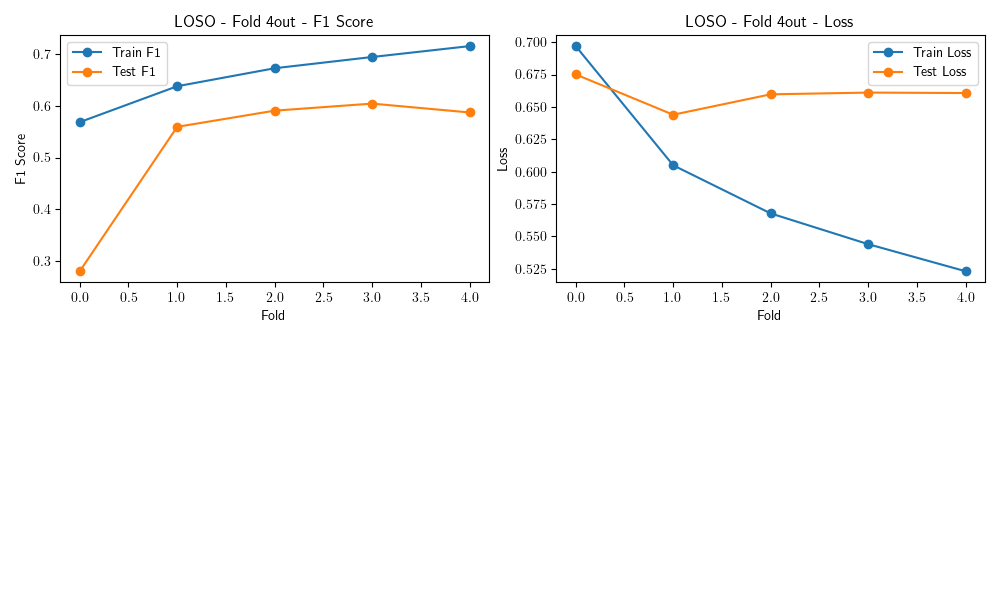 LOSO - Fold 4out - F1 Score
Train F1
Test F1
F1 Score
0.7
0.6
0.5
0.4
0.3
0.0 0.5 1.0 1.5 2.0 2.5 3.0 3.5 4.0
Fold
LOSO - Fold 4out - Loss
Train Loss
Test Loss
Loss
0.700
0.675
0.650
0.625
0.600
0.575
0.550
0.525
0.0 0.5 1.0 1.5 2.0 2.5 3.0 3.5 4.0
Fold